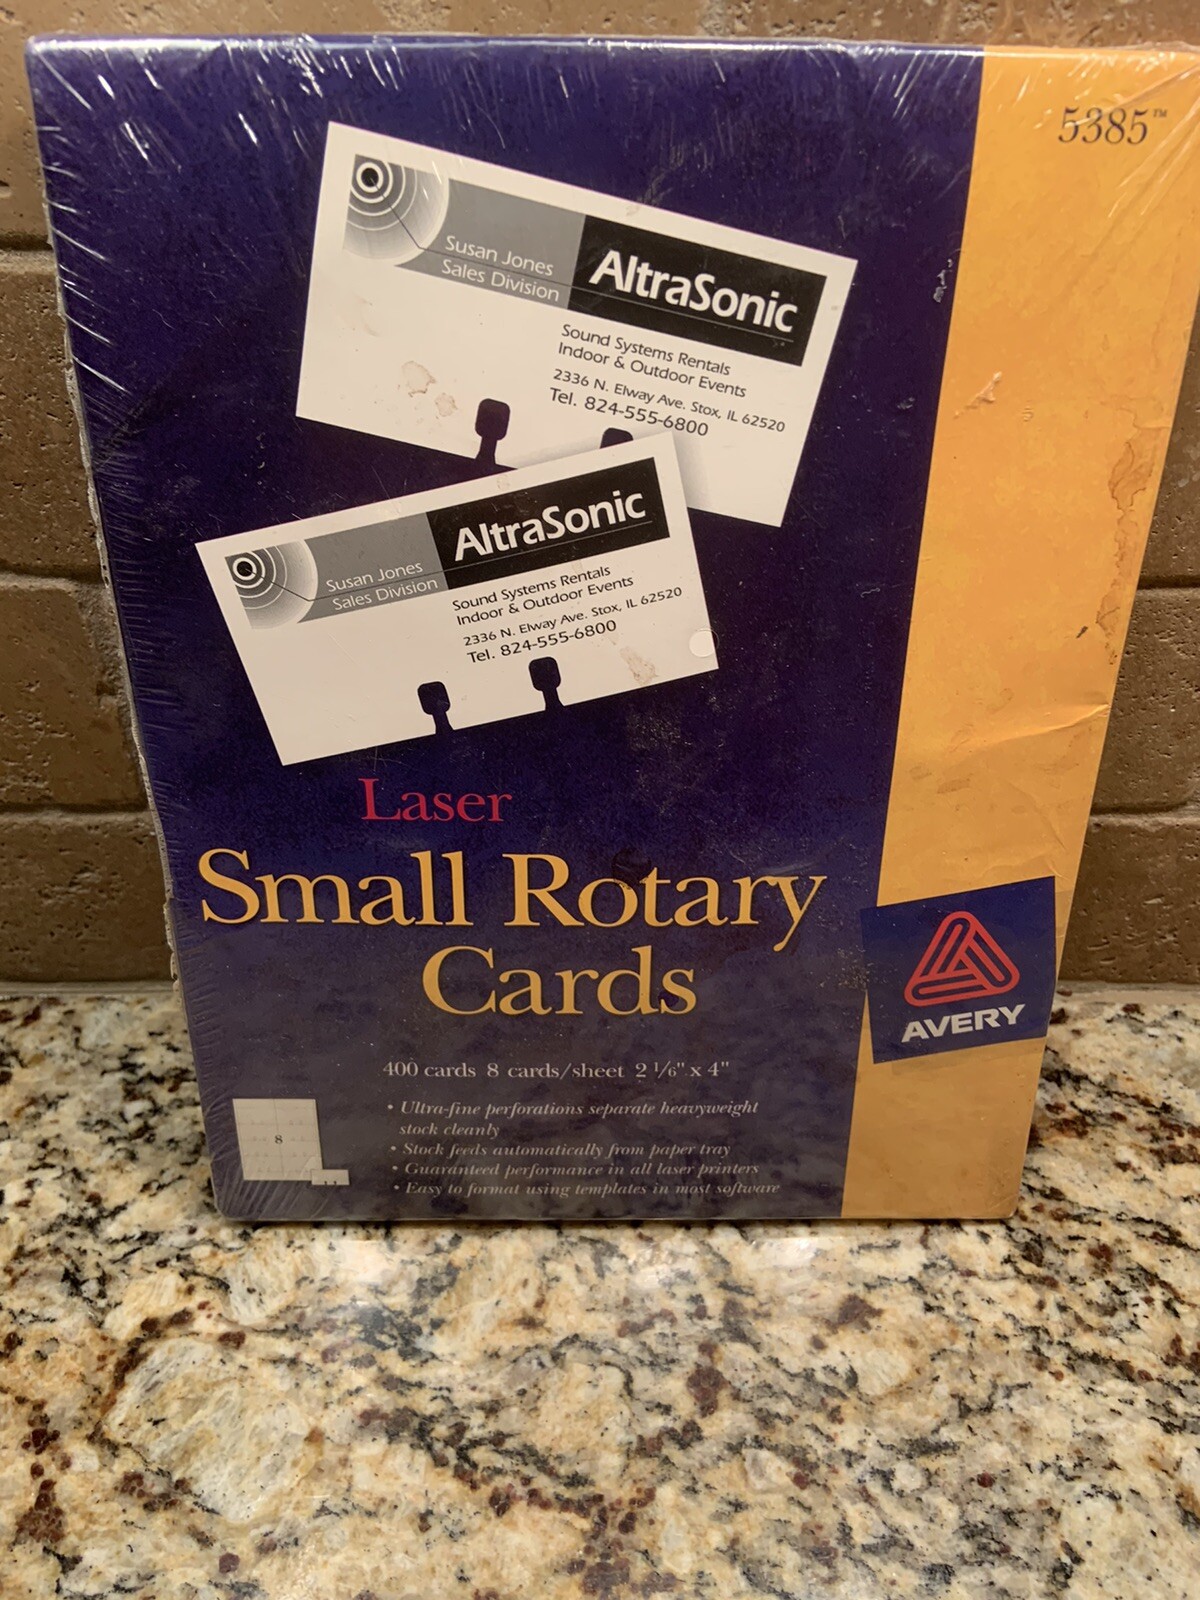 5385™
Susan Jones
Sales Division
AltraSonic
Sound Systems Rentals
Indoor & Outdoor Events
2336 N. Elway Ave. Stox, IL 62520
Tel. 824-555-6800
Susan Jones
Sales Division
AltraSonic
Sound Systems Rentals
Indoor & Outdoor Events
2336 N. Elway Ave. Stox, IL 62520
Tel. 824-555-6800
Laser
Small Rotary
Cards
AVERY
400 cards 8 cards/sheet 2 1/6" x 4"
8
• Ultra-fine perforations separate heavyweight
stock cleanly
• Stock feeds automatically from paper tray
• Guaranteed performance in all laser printers
• Easy to format using templates in most software